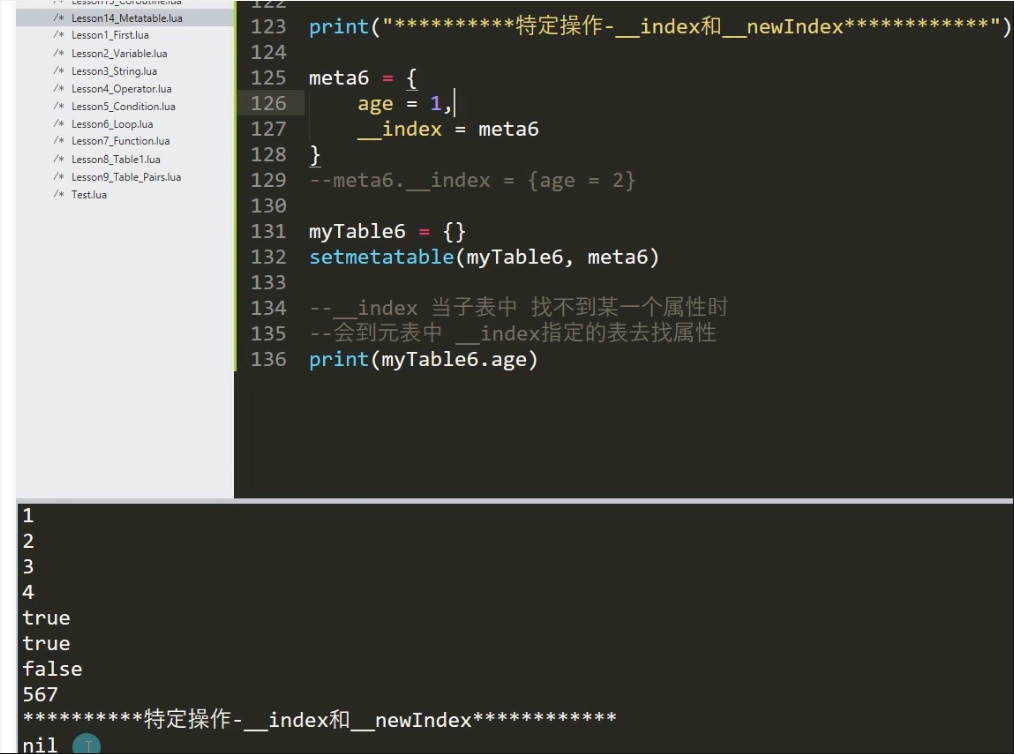 Lesson13_Coroutine.lua
/* Lesson14_Metatable.lua
/* Lesson1_First.lua
/* Lesson2_Variable.lua
/* Lesson3_String.lua
/* Lesson4_Operator.lua
/* Lesson5_Condition.lua
/* Lesson6_Loop.lua
/* Lesson7_Function.lua
/* Lesson8_Table1.lua
/* Lesson9_Table_Pairs.lua
/* Test.lua
122
123 print("**********特定操作-__index和__newIndex************")
124
125 meta6 = {
126 age = 1,
127 __index = meta6
128 }
129 --meta6.__index = {age = 2}
130
131 myTable6 = {}
132 setmetatable(myTable6, meta6)
133
134 --__index 当子表中 找不到某一个属性时
135 --会到元表中 __index指定的表去找属性
136 print(myTable6.age)
1
2
3
4
true
true
false
567
**********特定操作-__index和__newIndex************
nil